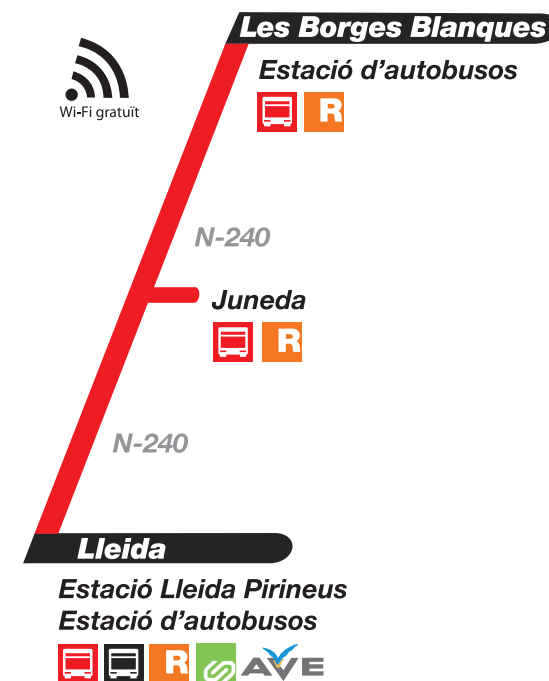 Les Borges Blanques
Estació d'autobusos
R
Wi-Fi gratuït
N-240
Juneda
R
N-240
Lleida
Estació Lleida Pirineus
Estació d'autobusos
R AVE